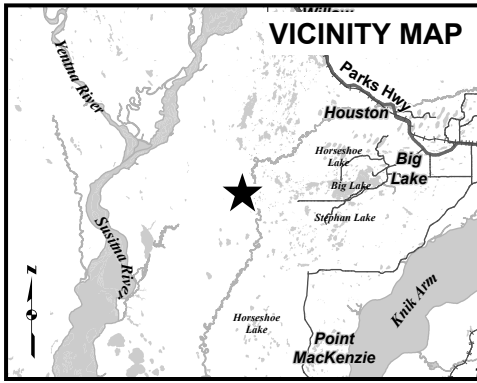 Willow
VICINITY MAP
Yentna River
Parks Hwy
Houston
Horseshoe
Lake
Big
Lake
Big Lake
Stephan Lake
Susitna River
N
Knik Arm
Horseshoe
Lake
Point
MacKenzie